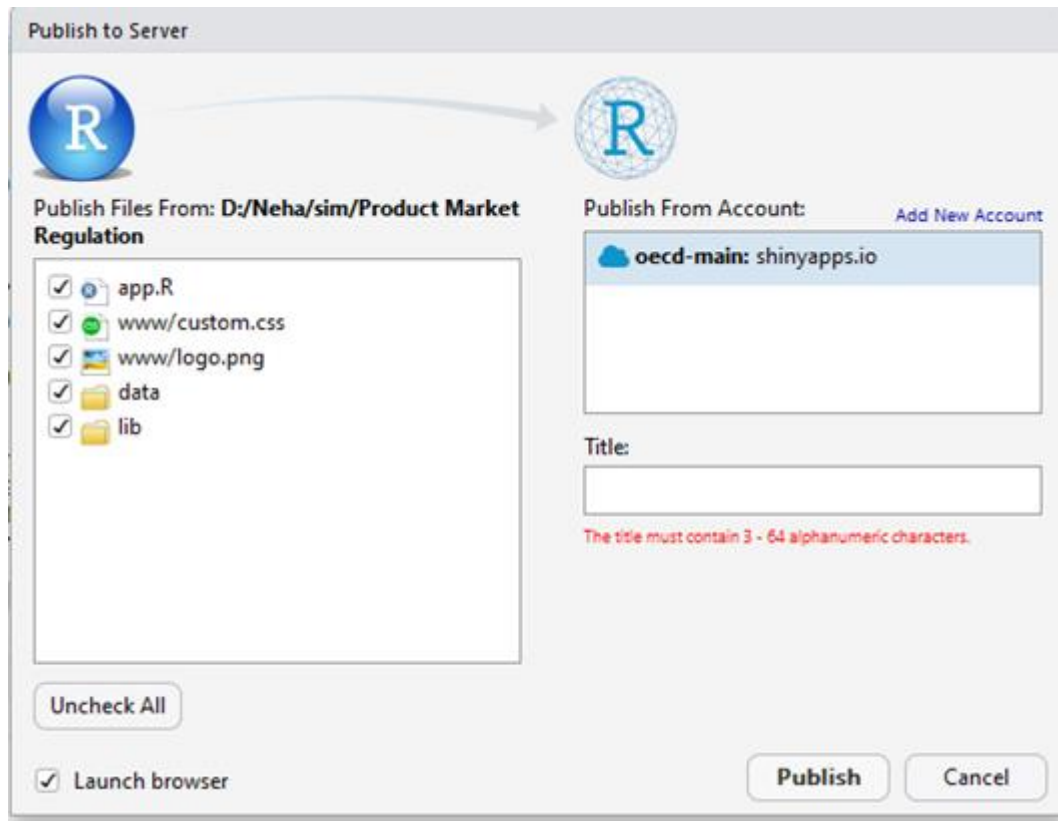 Publish to Server
R
R
Publish Files From: D:/Neha/sim/Product Market
Regulation
app.R
www/custom.css
www/logo.png
data
lib
Uncheck All
Launch browser
Publish From Account:
Add New Account
oecd-main: shinyapps.io
Title:
The title must contain 3 - 64 alphanumeric characters.
Publish
Cancel